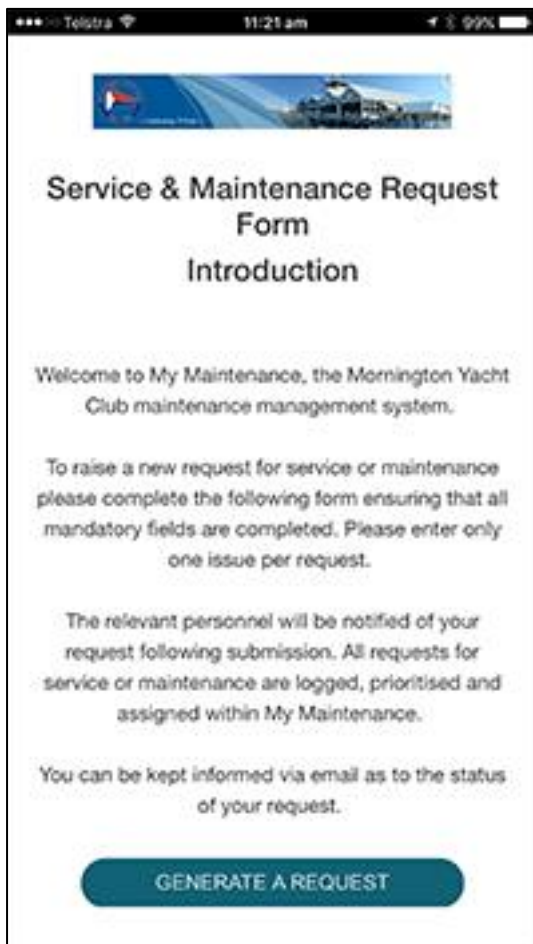 Telstra 11:21 am 99%
Service & Maintenance Request
Form
Introduction
Welcome to My Maintenance, the Mornington Yacht
Club maintenance management system.
To raise a new request for service or maintenance
please complete the following form ensuring that all
mandatory fields are completed. Please enter only
one issue per request.
The relevant personnel will be notified of your
request following submission. All requests for
service or maintenance are logged, prioritised and
assigned within My Maintenance.
You can be kept informed via email as to the status
of your request.
GENERATE A REQUEST